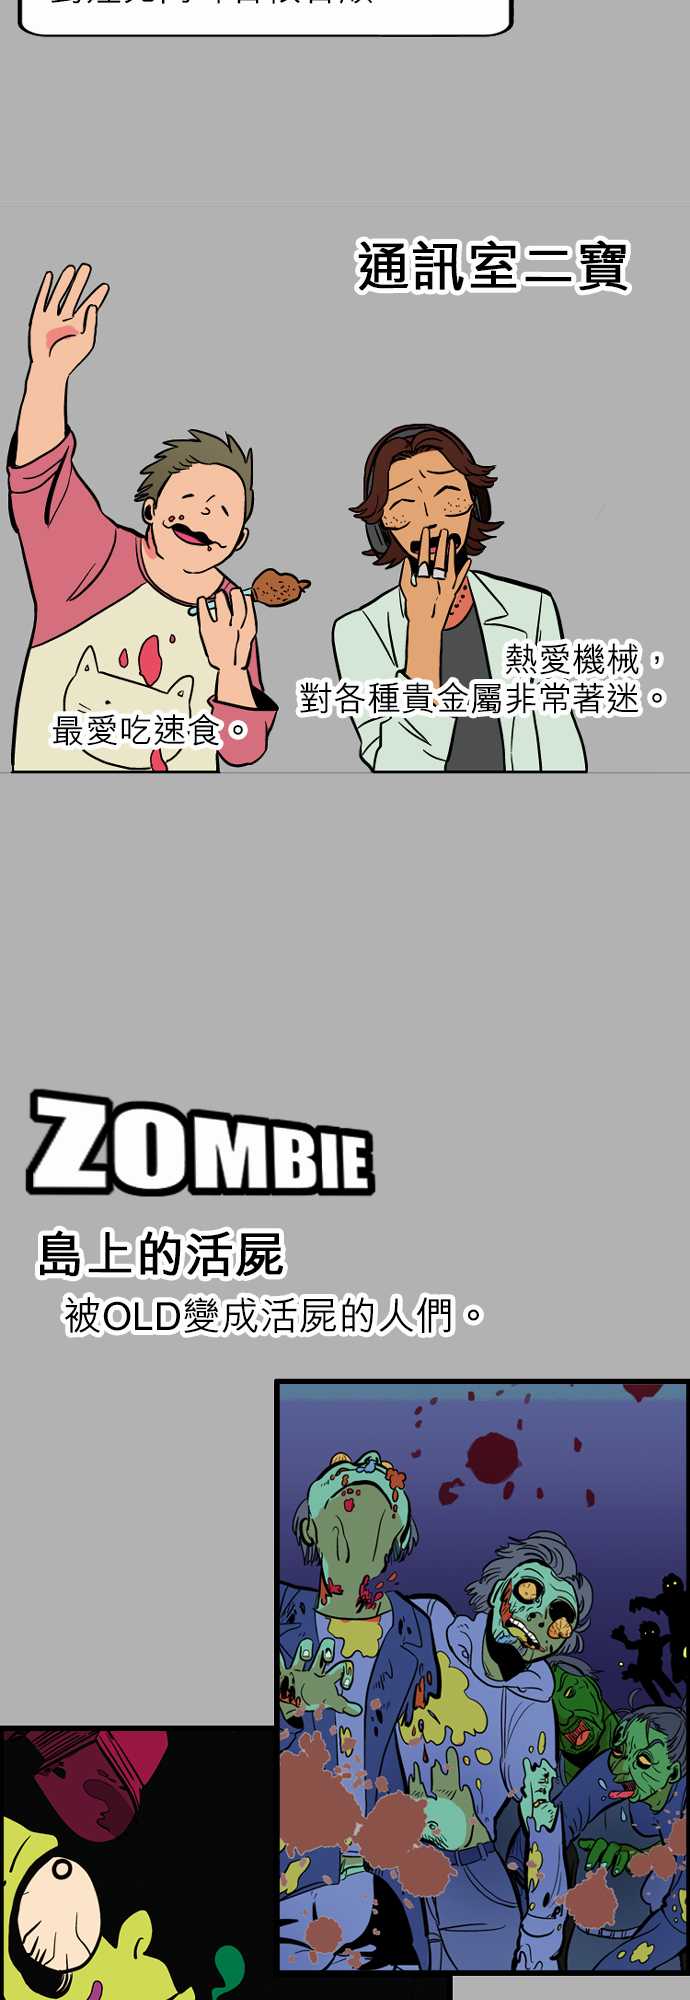 通訊室二寶
熱愛機械，
對各種貴金屬非常著迷。
最愛吃速食。
ZOMBIE
島上的活屍
被OLD變成活屍的人們。